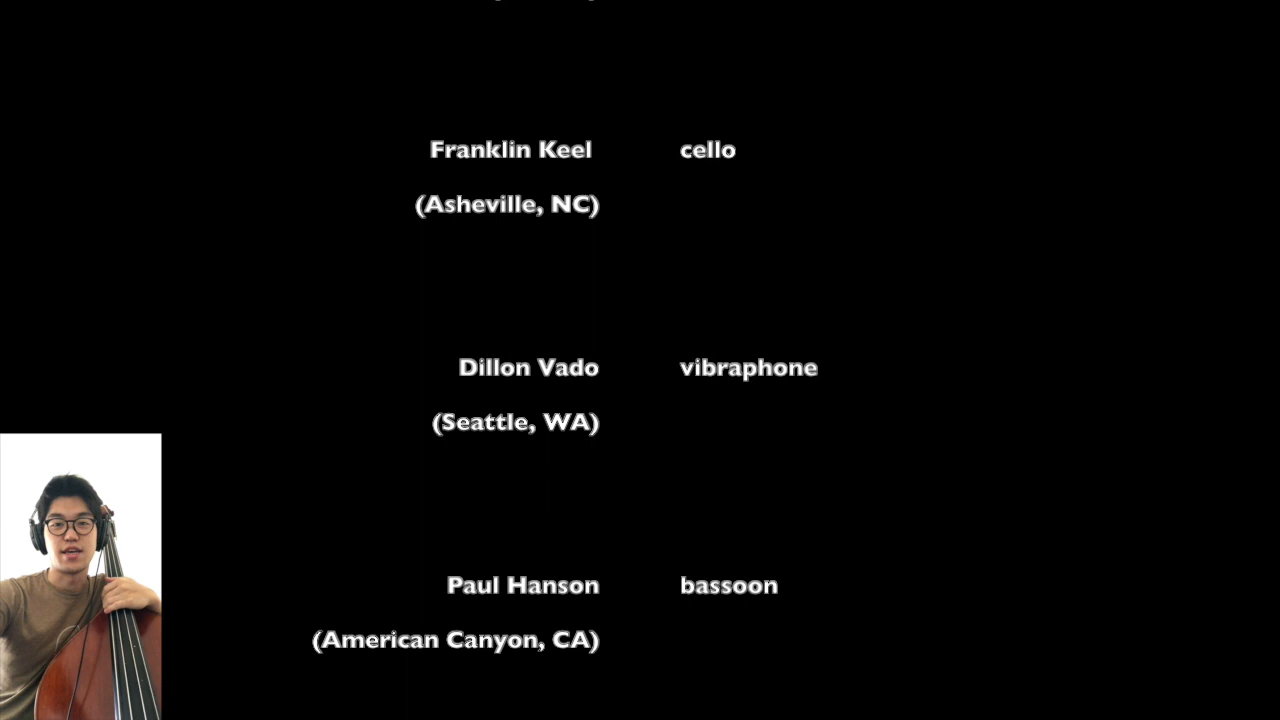 Franklin Keel cello
(Asheville, NC)
Dillon Vado vibraphone
(Seattle, WA)
Paul Hanson bassoon
(American Canyon, CA)